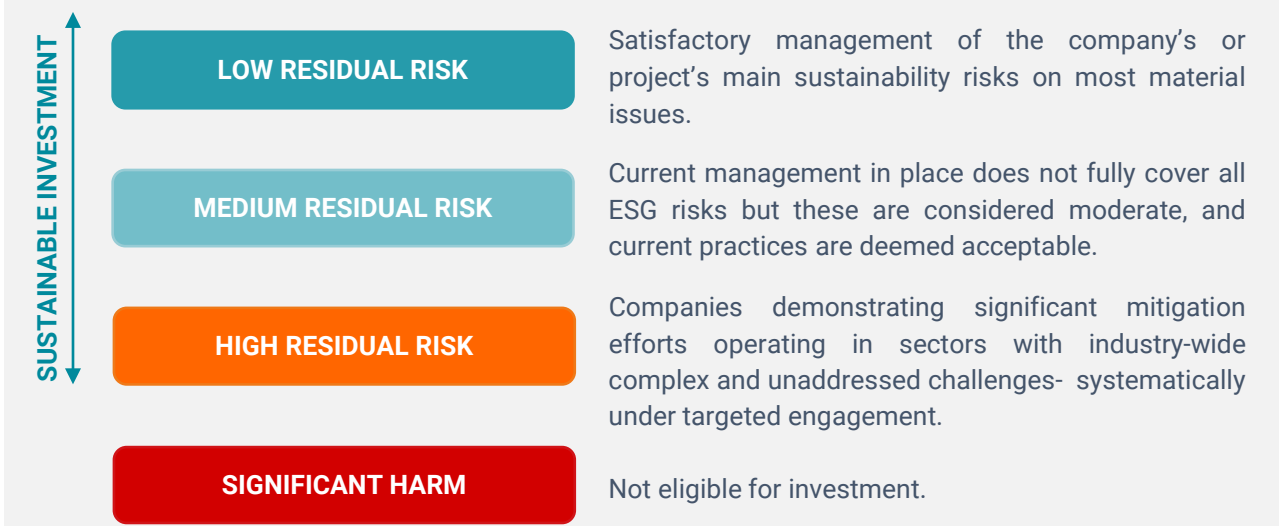 SUSTAINABLE INVESTMENT
LOW RESIDUAL RISK
Satisfactory management of the company’s or
project’s main sustainability risks on most material
issues.
MEDIUM RESIDUAL RISK
Current management in place does not fully cover all
ESG risks but these are considered moderate, and
current practices are deemed acceptable.
HIGH RESIDUAL RISK
Companies demonstrating significant mitigation
efforts operating in sectors with industry-wide
complex and unaddressed challenges- systematically
under targeted engagement.
SIGNIFICANT HARM
Not eligible for investment.